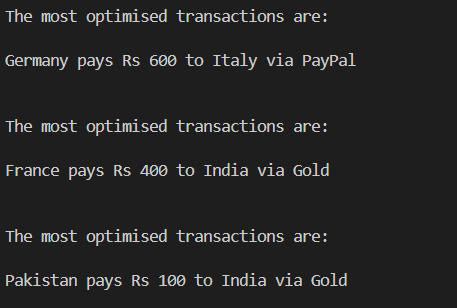 The most optimised transactions are:
Germany pays Rs 600 to Italy via PayPal
The most optimised transactions are:
France pays Rs 400 to India via Gold
The most optimised transactions are:
Pakistan pays Rs 100 to India via Gold